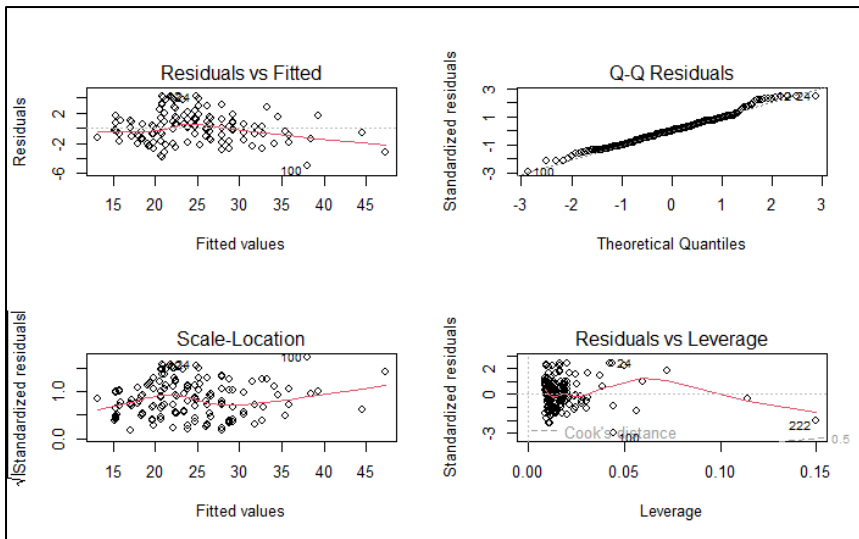 Residuals vs Fitted
Residuals
2
-2
-6
24
100
15 20 25 30 35 40 45
Fitted values
Q-Q Residuals
Standardized residuals
3
1
-1
-3
2 24
100
-3 -2 -1 0 1 2 3
Theoretical Quantiles
Scale-Location
√|Standardized residuals|
1.0
0.0
24
100
15 20 25 30 35 40 45
Fitted values
Residuals vs Leverage
Standardized residuals
2
0
-3
24
Cook's distance
100
222
0.5
0.00 0.05 0.10 0.15
Leverage